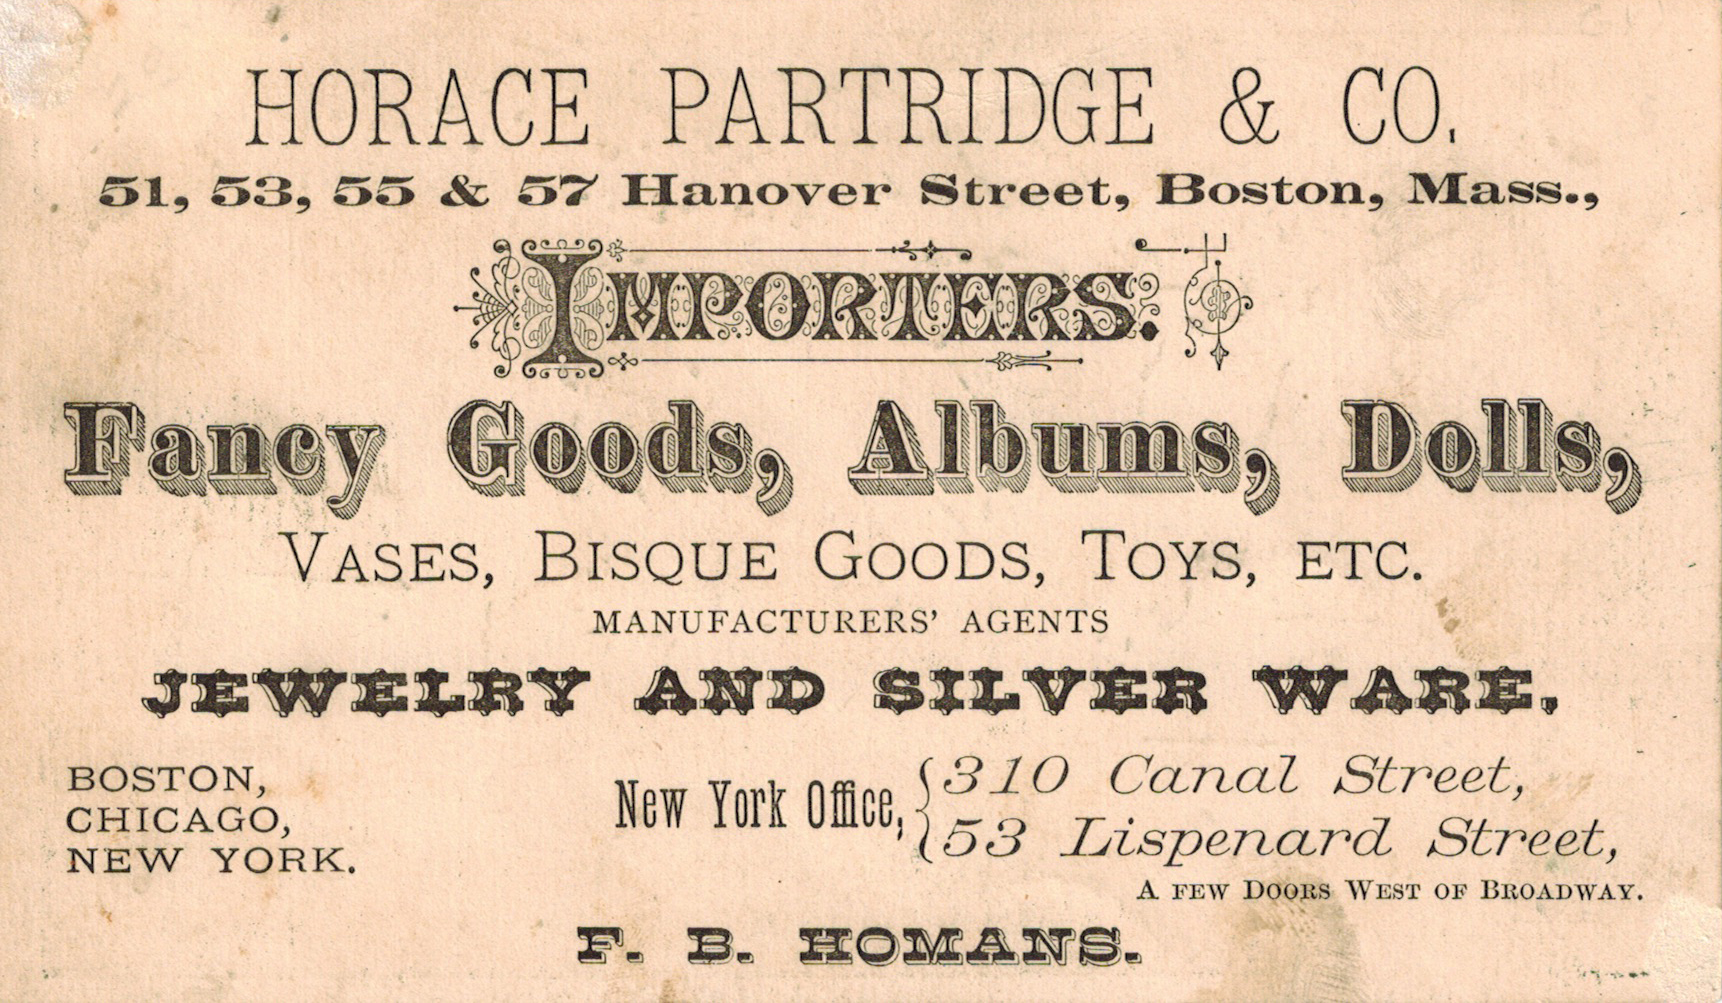 HORACE PARTRIDGE & CO.
51, 53, 55 & 57 Hanover Street, Boston, Mass.,
IMPORTERS.
Fancy Goods, Albums, Dolls,
VASES, BISQUE GOODS, TOYS, ETC.
MANUFACTURERS' AGENTS
JEWELRY AND SILVER WARE,
BOSTON,
CHICAGO,
NEW YORK.
New York Office, { 310 Canal Street,
53 Lispenard Street,
A FEW DOORS WEST OF BROADWAY.
F. B. HOMANS.